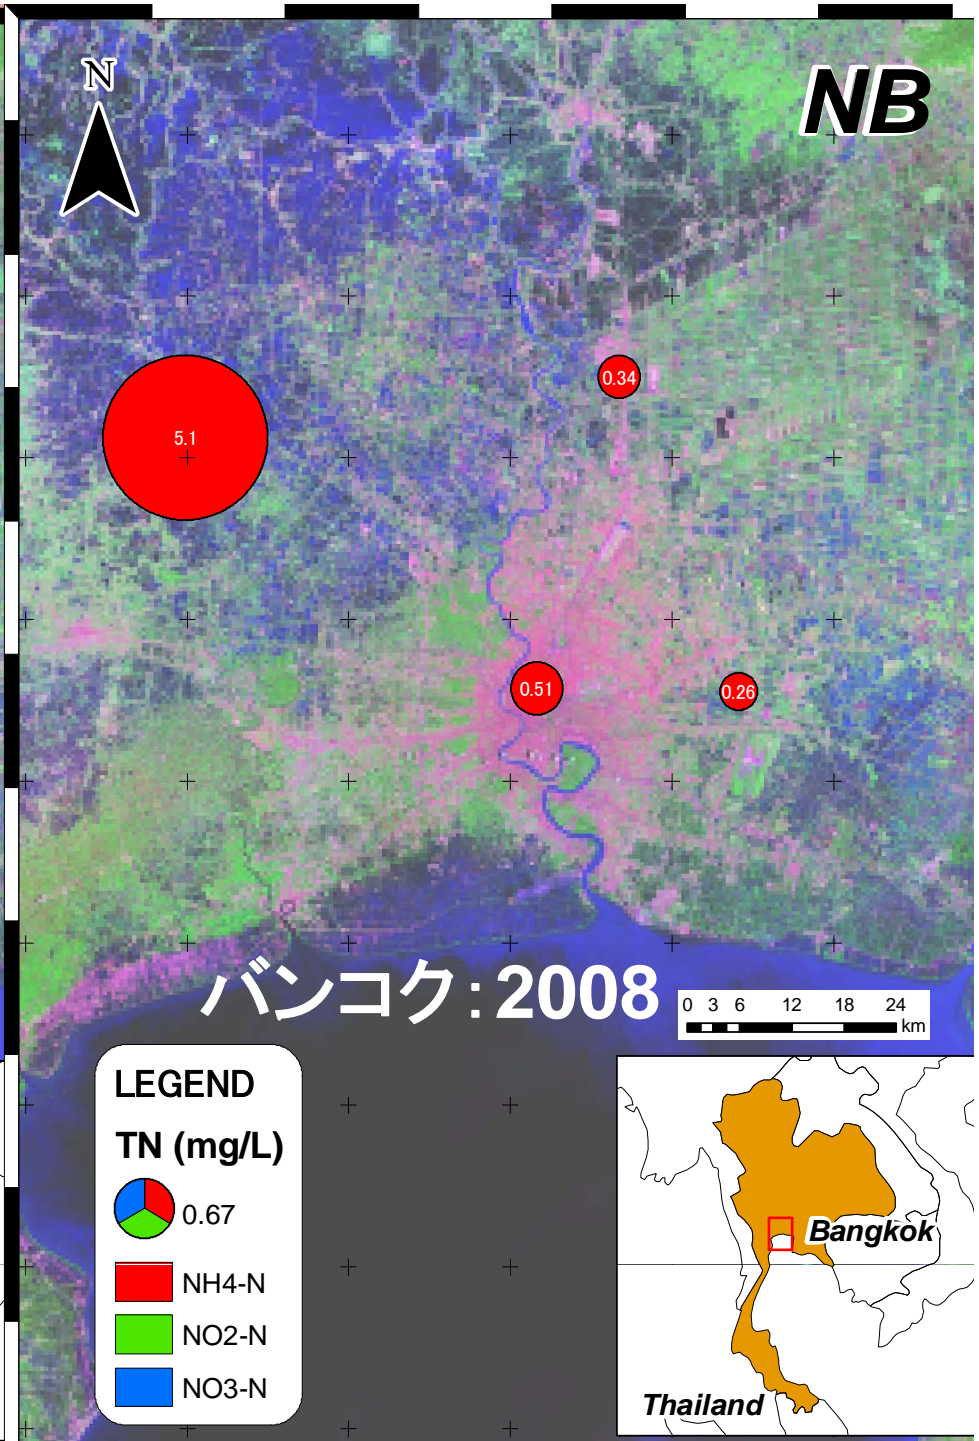 N
NB
0.34
5.1
0.51
0.26
バンコク:2008
0 3 6 12 18 24
km
LEGEND
TN (mg/L)
0.67
NH4-N
NO2-N
NO3-N
Bangkok
Thailand